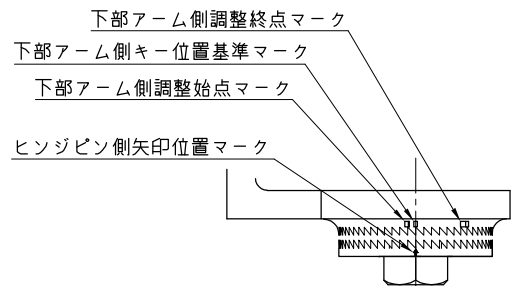 下部アーム側調整終点マーク
下部アーム側キー位置基準マーク
下部アーム側調整始点マーク
ヒンジピン側矢印位置マーク